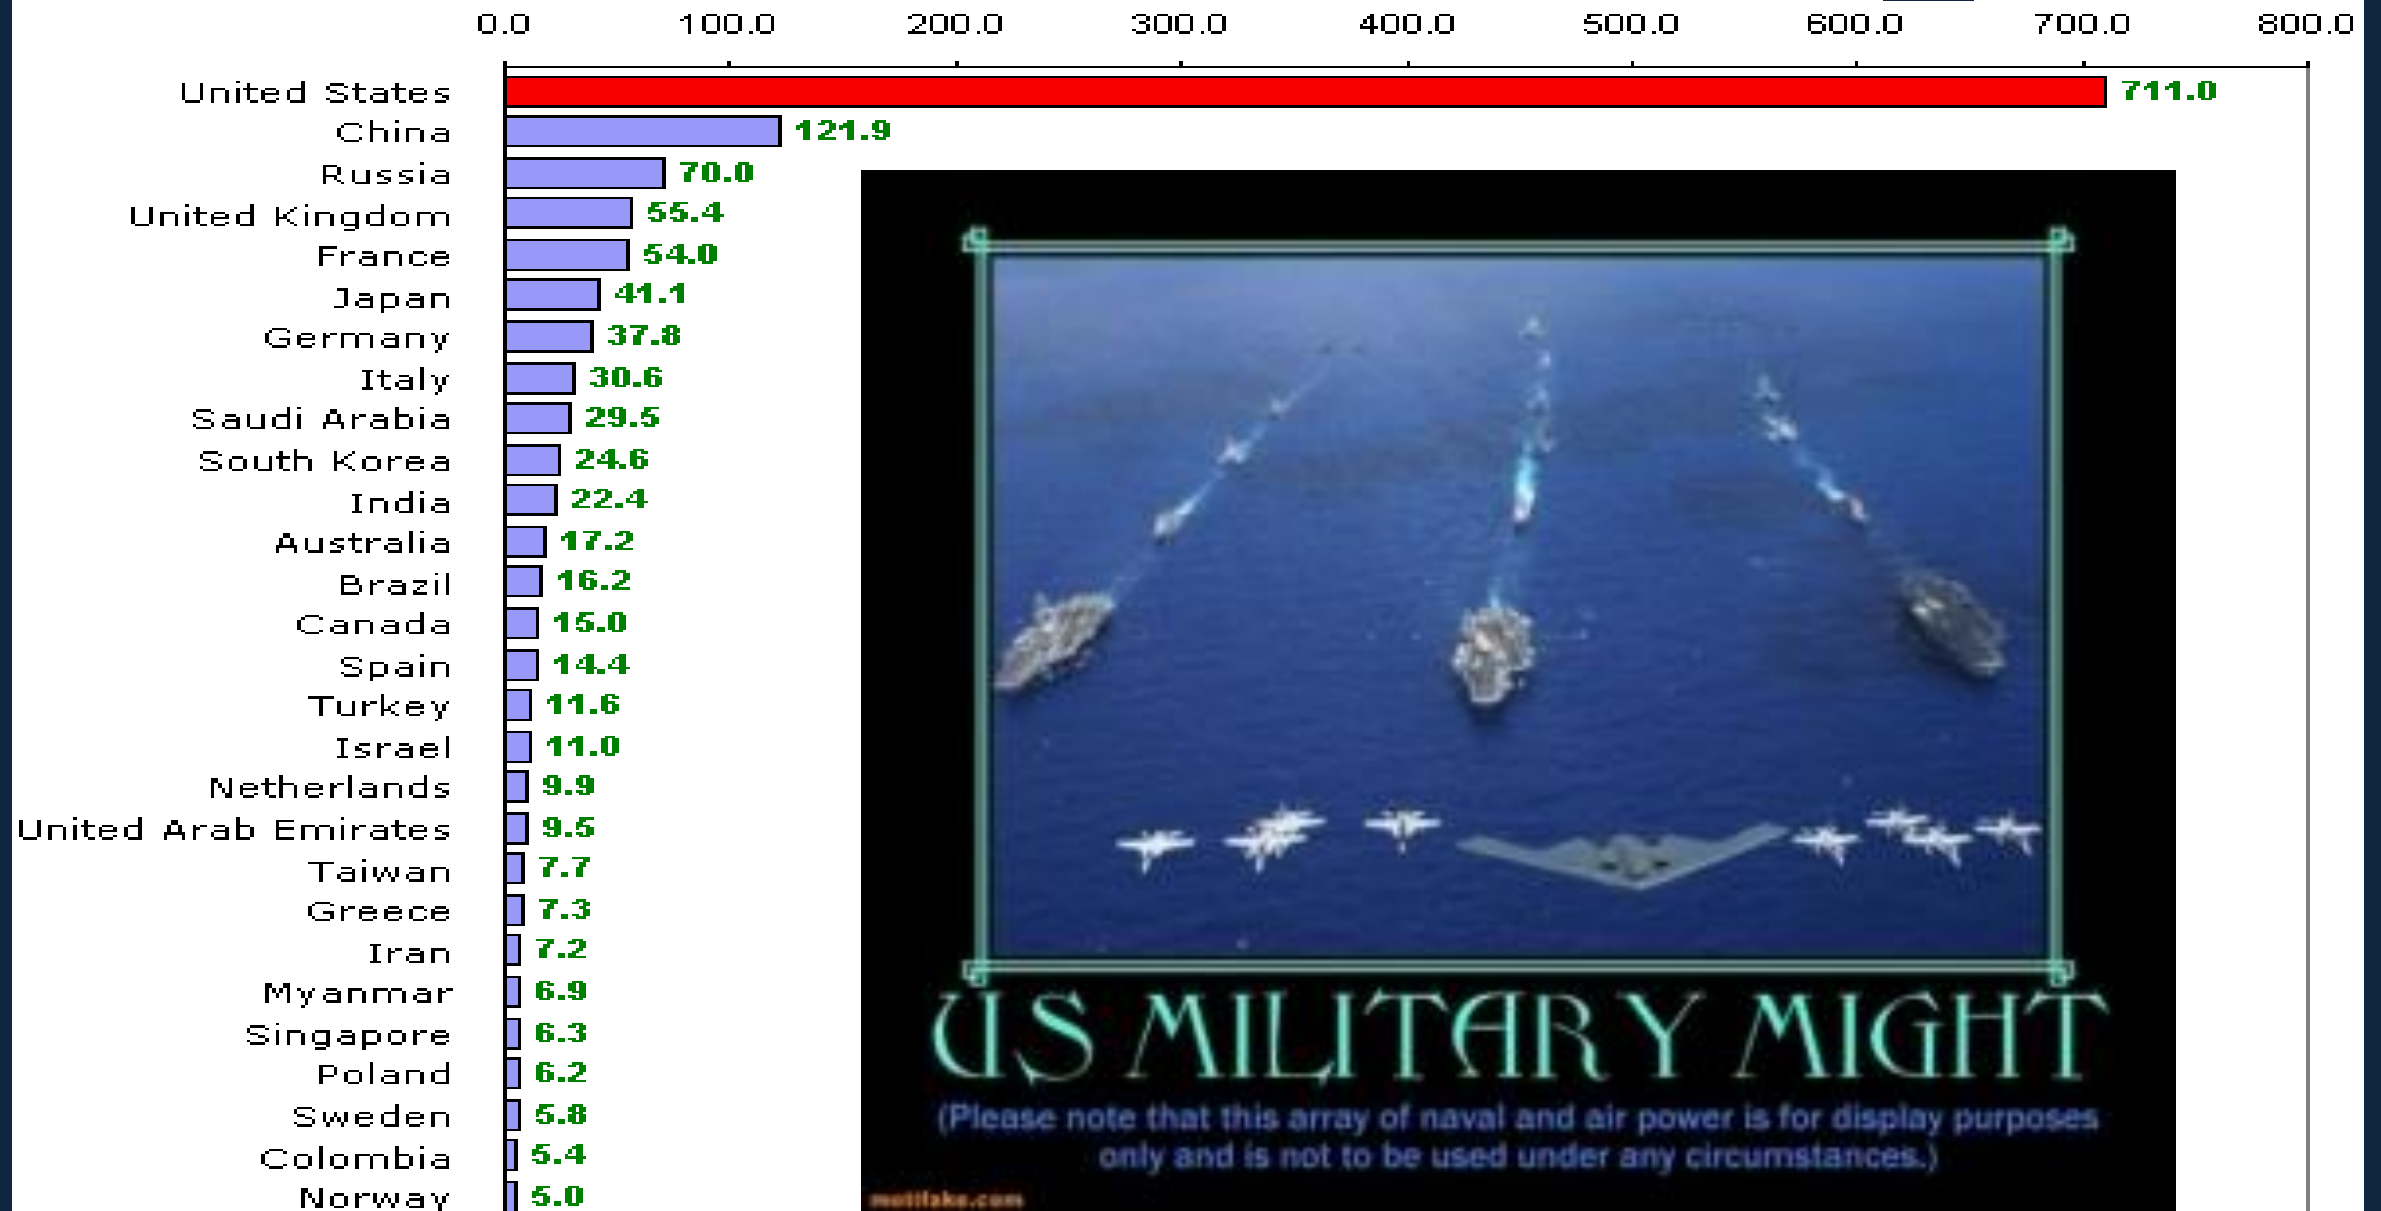 0.0 100.0 200.0 300.0 400.0 500.0 600.0 700.0 800.0
United States 711.0
China 121.9
Russia 70.0
United Kingdom 55.4
France 54.0
Japan 41.1
Germany 37.8
Italy 30.6
Saudi Arabia 29.5
South Korea 24.6
India 22.4
Australia 17.2
Brazil 16.2
Canada 15.0
Spain 14.4
Turkey 11.6
Israel 11.0
Netherlands 9.9
United Arab Emirates 9.5
Taiwan 7.7
Greece 7.3
Iran 7.2
Myanmar 6.9
Singapore 6.3
Poland 6.2
Sweden 5.8
Colombia 5.4
Norway 5.0
US MILITARY MIGHT
(Please note that this array of naval and air power is for display purposes
only and is not to be used under any circumstances.)
motifake.com